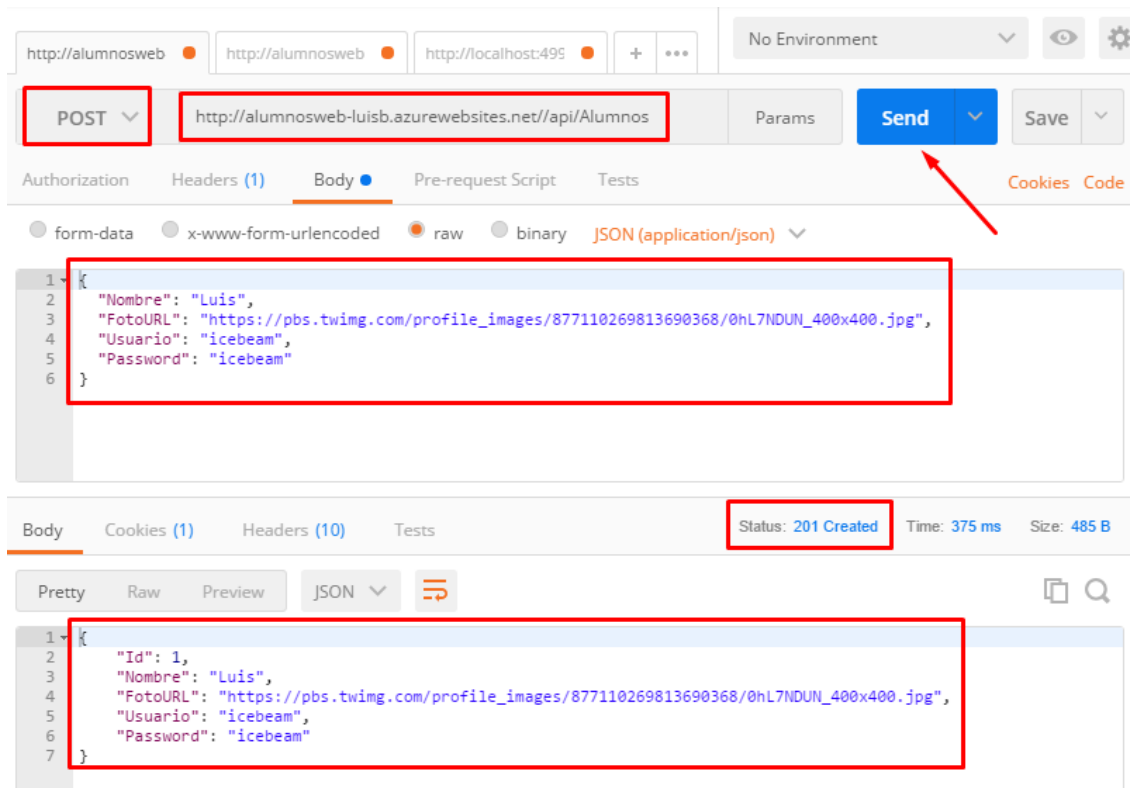 http://alumnosweb http://alumnosweb http://localhost:499 + ••• No Environment
POST http://alumnosweb-luisb.azurewebsites.net//api/Alumnos Params Send Save
Authorization Headers (1) Body Pre-request Script Tests Cookies Code
form-data x-www-form-urlencoded raw binary JSON (application/json)
1 {
2 "Nombre": "Luis",
3 "FotoURL": "https://pbs.twimg.com/profile_images/877110269813690368/0hL7NDUN_400x400.jpg",
4 "Usuario": "icebeam",
5 "Password": "icebeam"
6 }
Body Cookies (1) Headers (10) Tests Status: 201 Created Time: 375 ms Size: 485 B
Pretty Raw Preview JSON
1 {
2 "Id": 1,
3 "Nombre": "Luis",
4 "FotoURL": "https://pbs.twimg.com/profile_images/877110269813690368/0hL7NDUN_400x400.jpg",
5 "Usuario": "icebeam",
6 "Password": "icebeam"
7 }